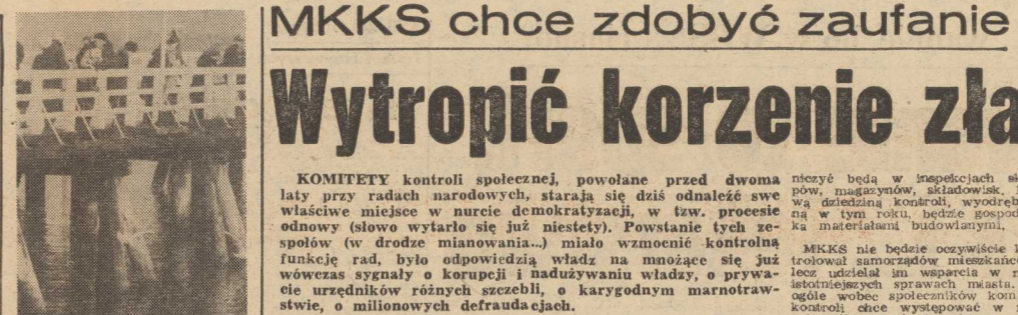 MKKS chce zdobyć zaufanie
Wytropić korzenie zła
KOMITETY kontroli społecznej, powołane przed dwoma
laty przy radach narodowych, starają się dziś odnaleźć swe
właściwe miejsce w nurcie demokratyzacji, w tzw. procesie
odnowy (słowo wytarło się już niestety). Powstanie tych ze-
społów (w drodze mianowania...) miało wzmocnić kontrolną
funkcję rad, było odpowiedzią władz na mnożące się już
wówczas sygnały o korupcji i nadużywaniu władzy, o prywa-
cie urzędników różnych szczebli, o karygodnym marnotraw-
stwie, o milionowych defraudacjach.
niczyć będą w inspekcjach
pów, magazynów, składowisk.
wą dziedziną kontroli, wyodręb
ną w tym roku, będzie gospod
ka materiałami budowlanymi.
MKKS nie będzie oczywiście
trolował samorządów mieszkańc
lecz udzielał im wsparcia w
istotniejszych sprawach miasta.
ogóle wobec społeczników kom
kontroli chce występować w